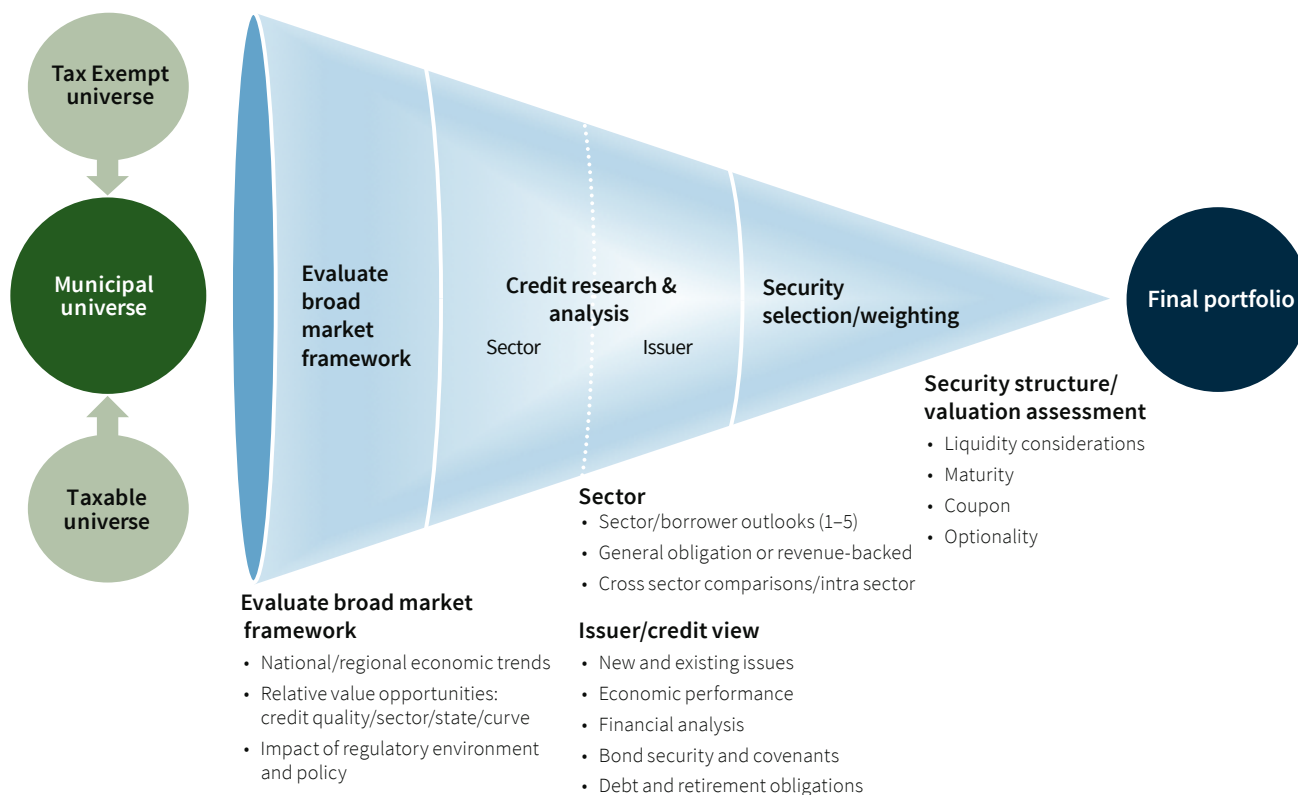 Tax Exempt
universe
Municipal
universe
Taxable
universe
Evaluate
broad
market
framework
Credit research &
analysis
Sector
Issuer
Security
selection/weighting
Final portfolio
Evaluate broad market
framework
• National/regional economic trends
• Relative value opportunities:
credit quality/sector/state/curve
• Impact of regulatory environment
and policy
Sector
• Sector/borrower outlooks (1–5)
• General obligation or revenue-backed
• Cross sector comparisons/intra sector
Issuer/credit view
• New and existing issues
• Economic performance
• Financial analysis
• Bond security and covenants
• Debt and retirement obligations
Security structure/
valuation assessment
• Liquidity considerations
• Maturity
• Coupon
• Optionality